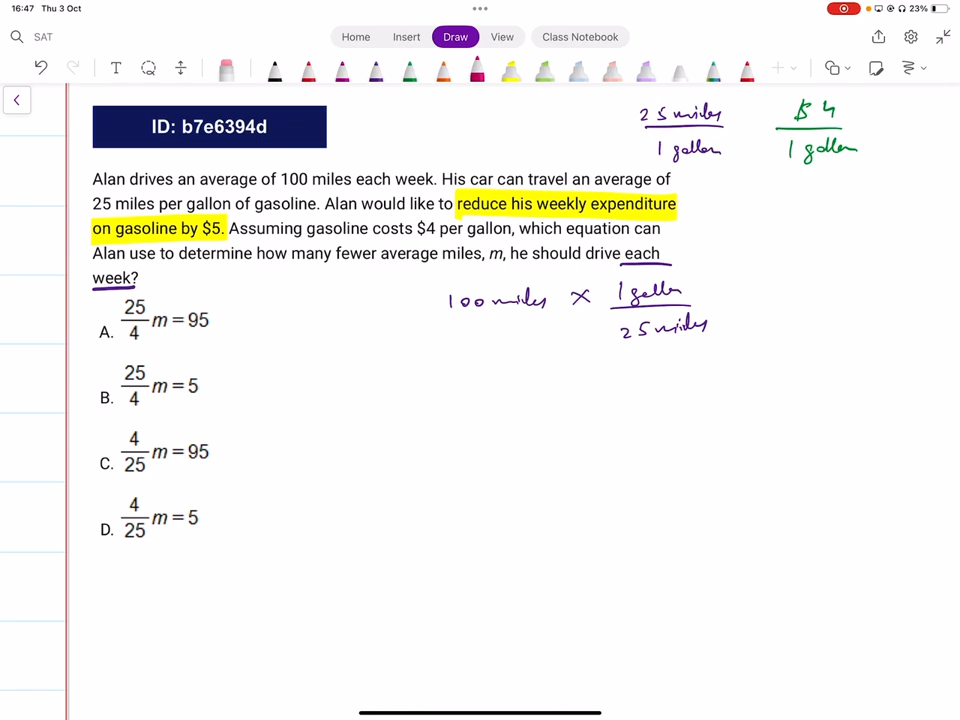 16:47 Thu 3 Oct
23%
SAT
Home Insert Draw View Class Notebook
ID: b7e6394d
25 miles
1 gallon
$ 4
1 gallon
Alan drives an average of 100 miles each week. His car can travel an average of
25 miles per gallon of gasoline. Alan would like to reduce his weekly expenditure
on gasoline by $5. Assuming gasoline costs $4 per gallon, which equation can
Alan use to determine how many fewer average miles, m, he should drive each
week?
100 miles × 1 gallon
25 miles
A. 25/4 m = 95
B. 25/4 m = 5
C. 4/25 m = 95
D. 4/25 m = 5